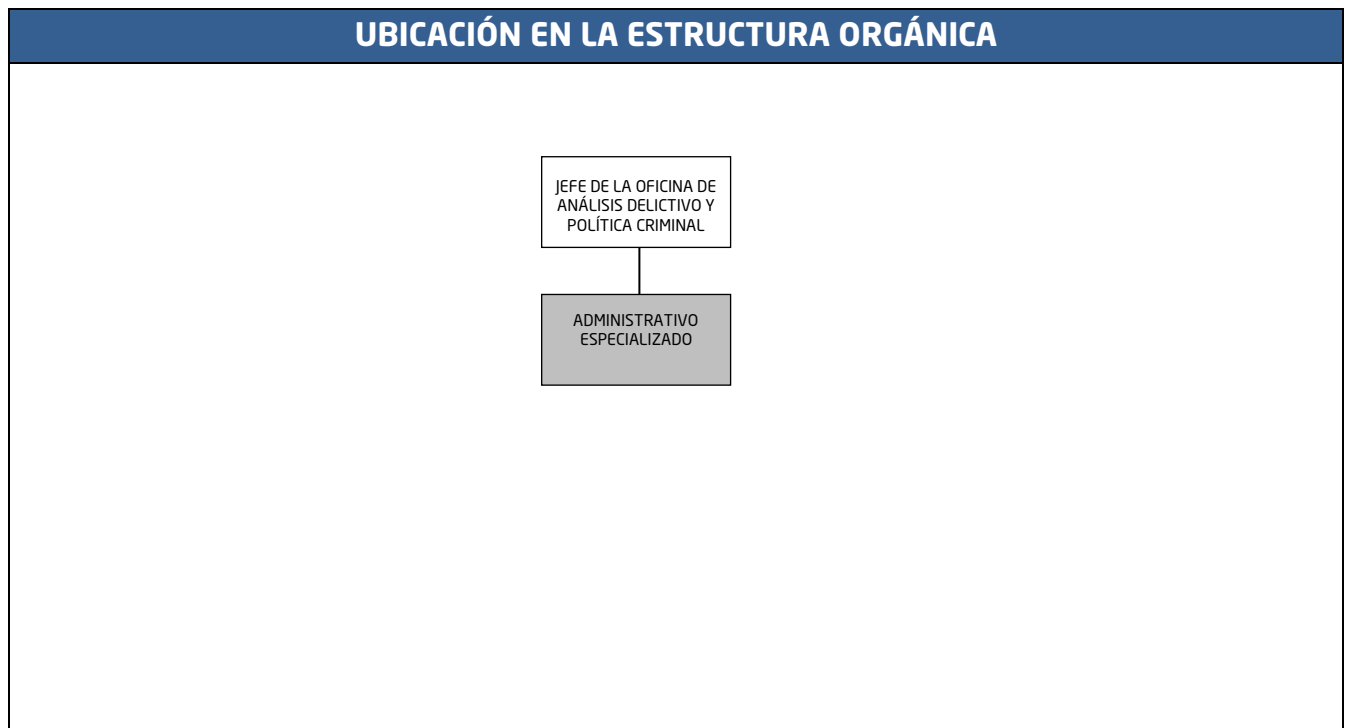 UBICACIÓN EN LA ESTRUCTURA ORGÁNICA
JEFE DE LA OFICINA DE
ANÁLISIS DELICTIVO Y
POLÍTICA CRIMINAL
ADMINISTRATIVO
ESPECIALIZADO